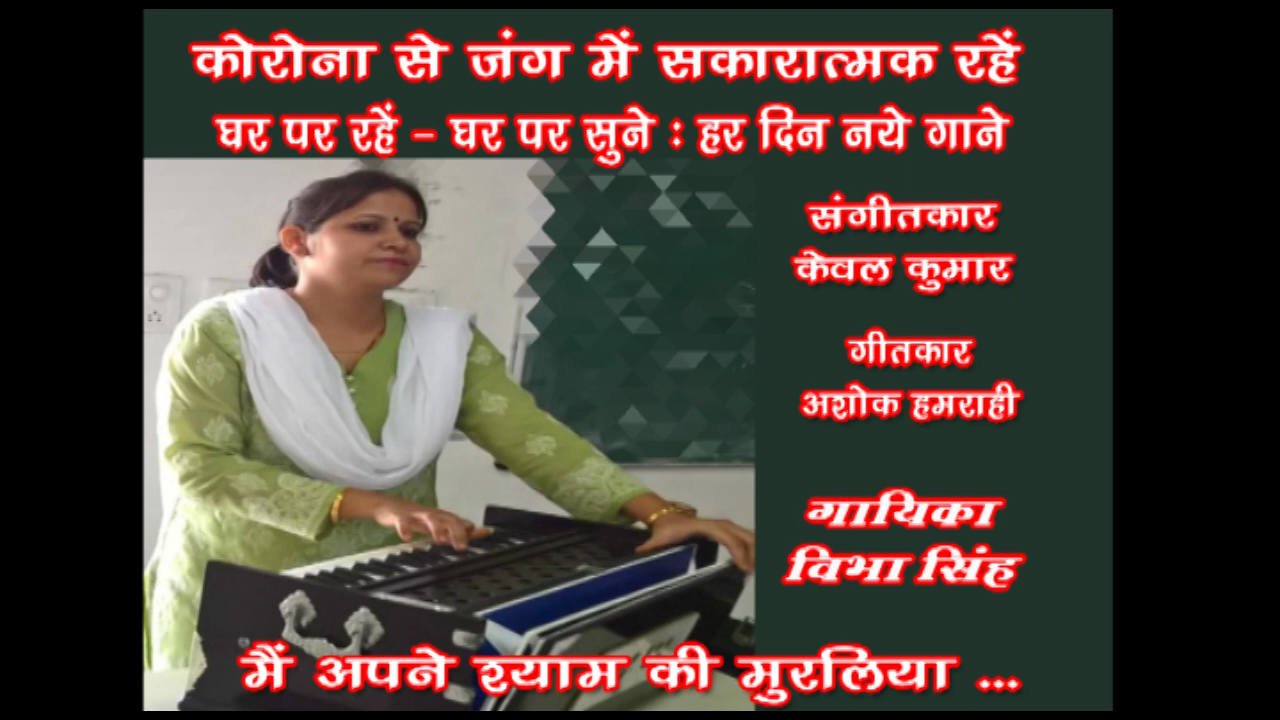 कोरोना से जंग में सकारात्मक रहें
घर पर रहें - घर पर सुने : हर दिन नये गाने
संगीतकार
केवल कुमार
गीतकार
अशोक हमराही
गायिका
विभा सिंह
मैं अपने श्याम की मुरलिया ...